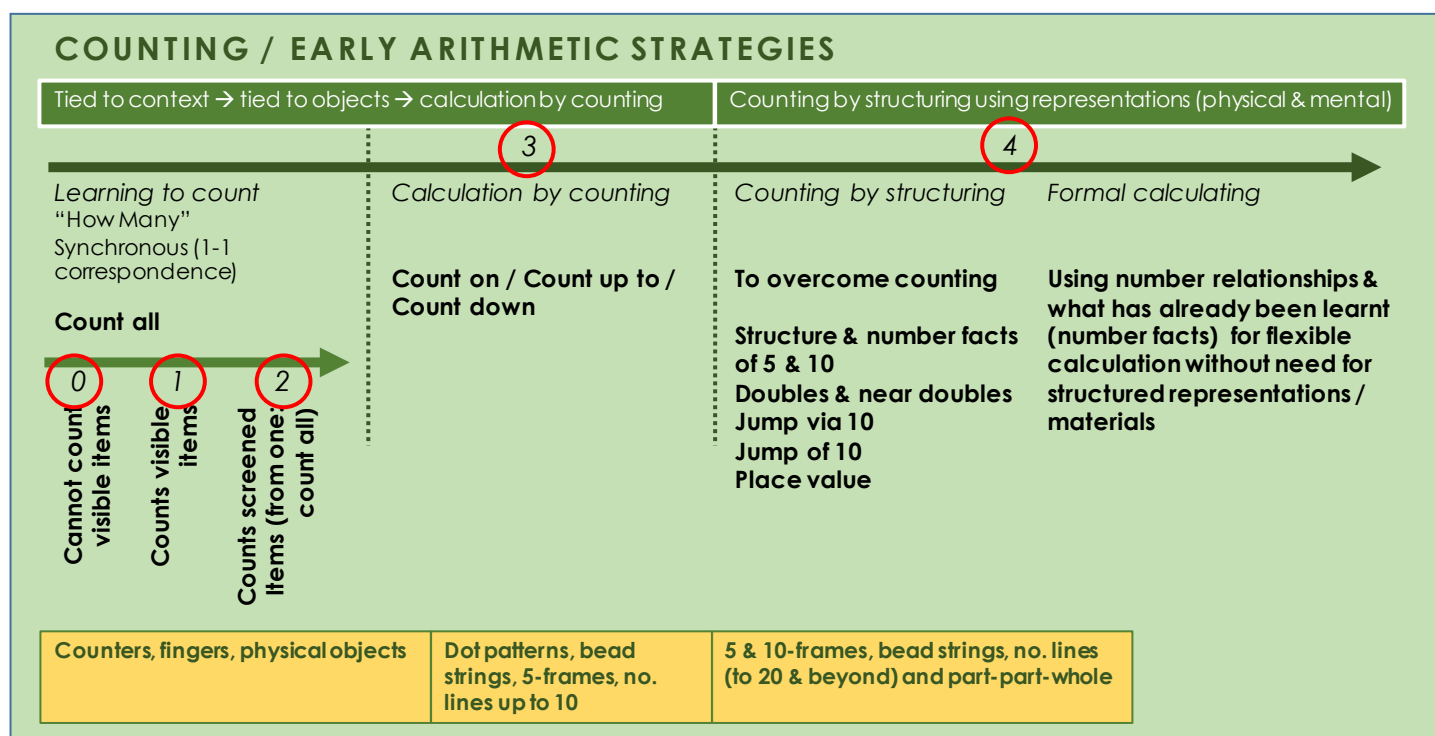 COUNTING / EARLY ARITHMETIC STRATEGIES
Tied to context → tied to objects → calculation by counting
Counting by structuring using representations (physical & mental)
3
4
Learning to count
"How Many"
Synchronous (1-1
correspondence)
Count all
0
1
2
Cannot count
visible items
Counts visible
items
Counts screened
Items (from one:
count all)
Calculation by counting
Count on / Count up to /
Count down
Counting by structuring
To overcome counting
Structure & number facts
of 5 & 10
Doubles & near doubles
Jump via 10
Jump of 10
Place value
Formal calculating
Using number relationships &
what has already been learnt
(number facts) for flexible
calculation without need for
structured representations /
materials
Counters, fingers, physical objects
Dot patterns, bead
strings, 5-frames, no.
lines up to 10
5 & 10-frames, bead strings, no. lines
(to 20 & beyond) and part-part-whole